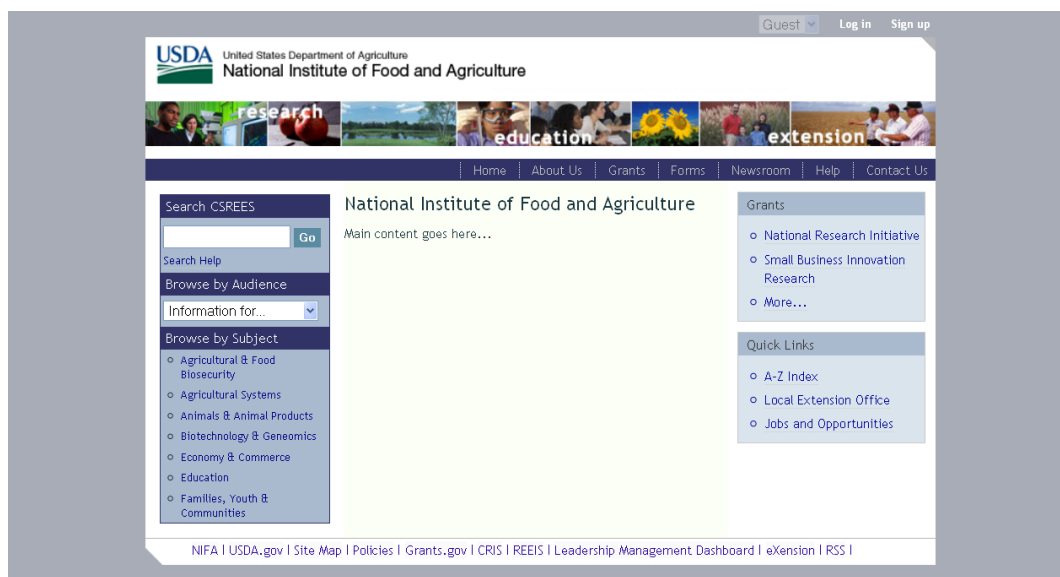 Guest
Log in
Sign up
USDA
United States Department of Agriculture
National Institute of Food and Agriculture
research
education
extension
Home
About Us
Grants
Forms
Newsroom
Help
Contact Us
Search CSREES
Go
Search Help
Browse by Audience
Information for...
Browse by Subject
Agricultural & Food
Biosecurity
Agricultural Systems
Animals & Animal Products
Biotechnology & Geneomics
Economy & Commerce
Education
Families, Youth &
Communities
National Institute of Food and Agriculture
Main content goes here...
Grants
National Research Initiative
Small Business Innovation
Research
More...
Quick Links
A-Z Index
Local Extension Office
Jobs and Opportunities
NIFA | USDA.gov | Site Map | Policies | Grants.gov | CRIS | REEIS | Leadership Management Dashboard | eXension | RSS |